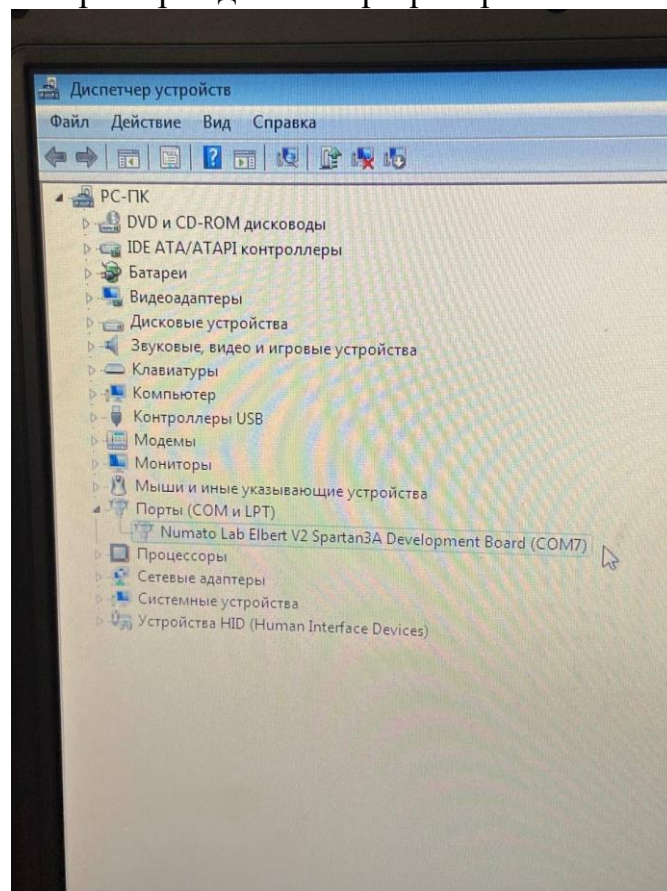 Диспетчер устройств
Файл Действие Вид Справка
PC-ПК
DVD и CD-ROM дисководы
IDE ATA/ATAPI контроллеры
Батареи
Видеоадаптеры
Дисковые устройства
Звуковые, видео и игровые устройства
Клавиатуры
Компьютер
Контроллеры USB
Модемы
Мониторы
Мыши и иные указывающие устройства
Порты (COM и LPT)
Numato Lab Elbert V2 Spartan3A Development Board (COM7)
Процессоры
Сетевые адаптеры
Системные устройства
Устройства HID (Human Interface Devices)